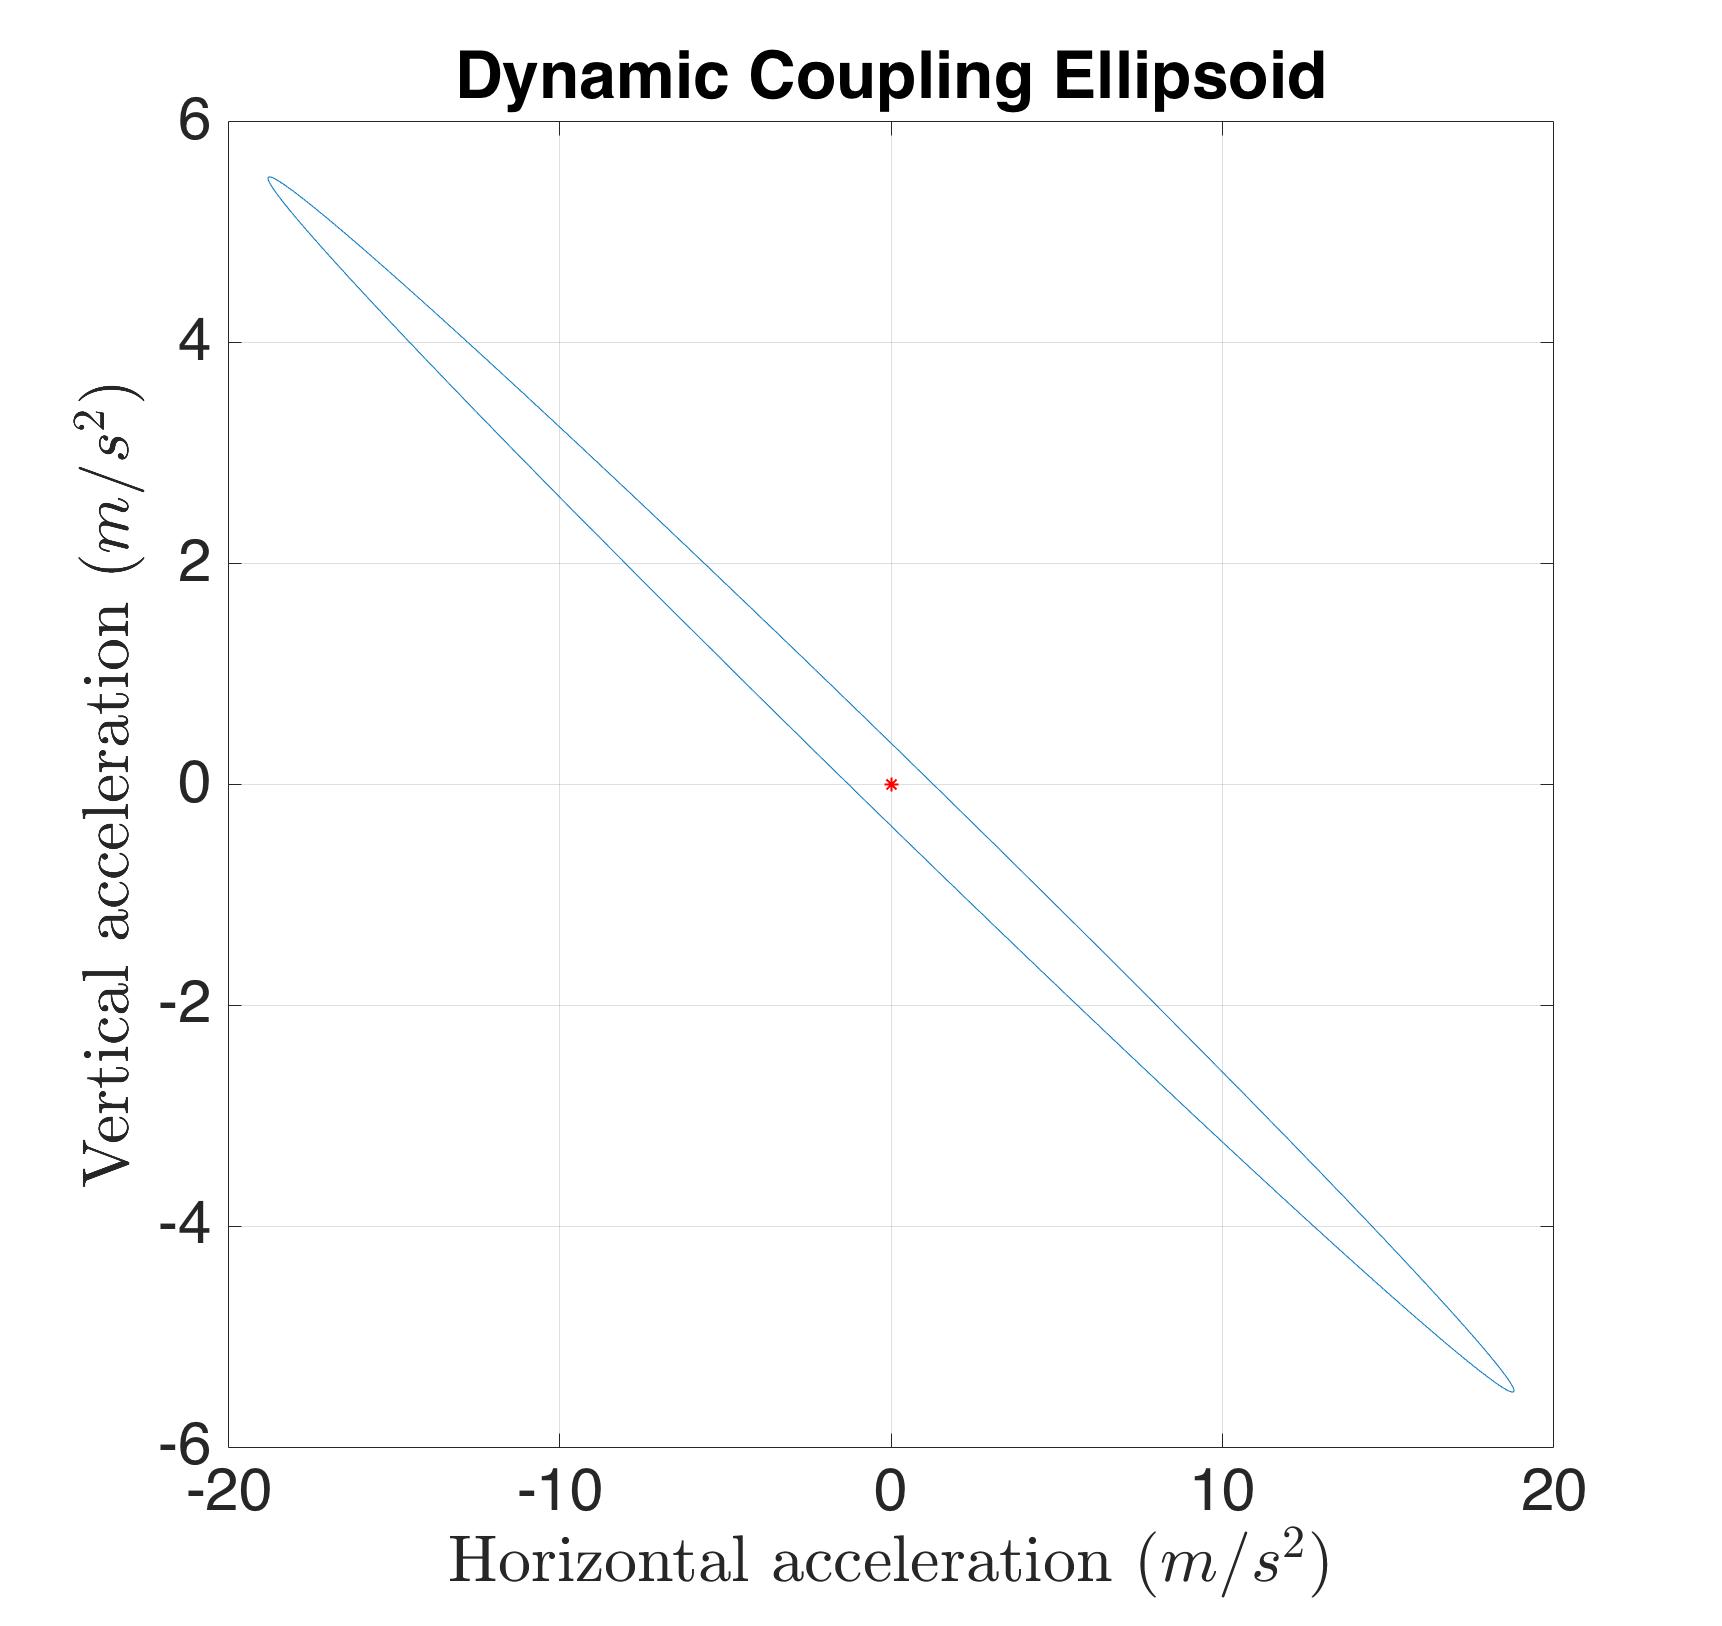 Dynamic Coupling Ellipsoid
6
4
2
0
-2
-4
-6
Vertical acceleration (m/s²)
-20 -10 0 10 20
Horizontal acceleration (m/s²)